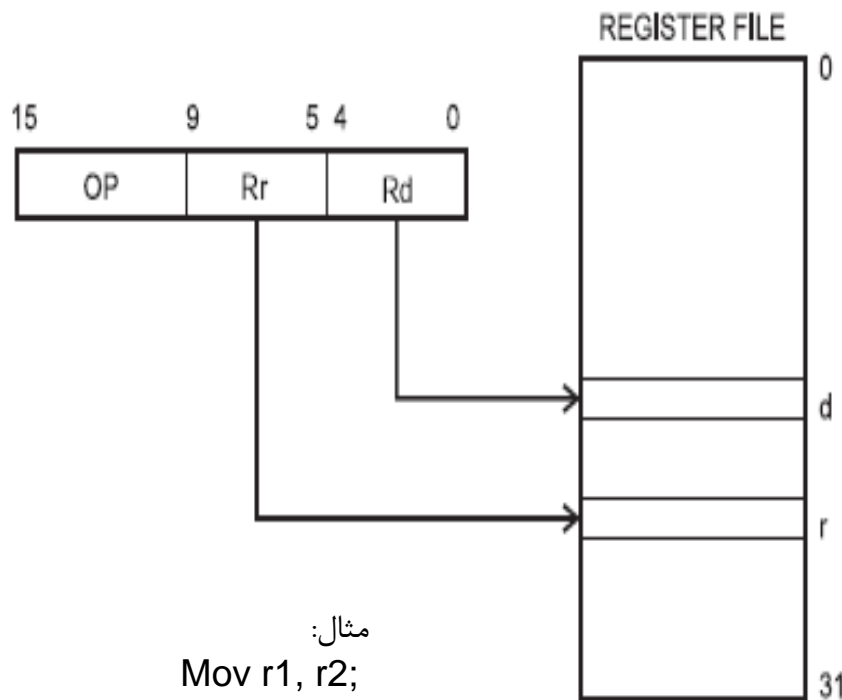 REGISTER FILE
0
15 9 5 4 0
OP Rr Rd
d
r
مثال:
Mov r1, r2;
31